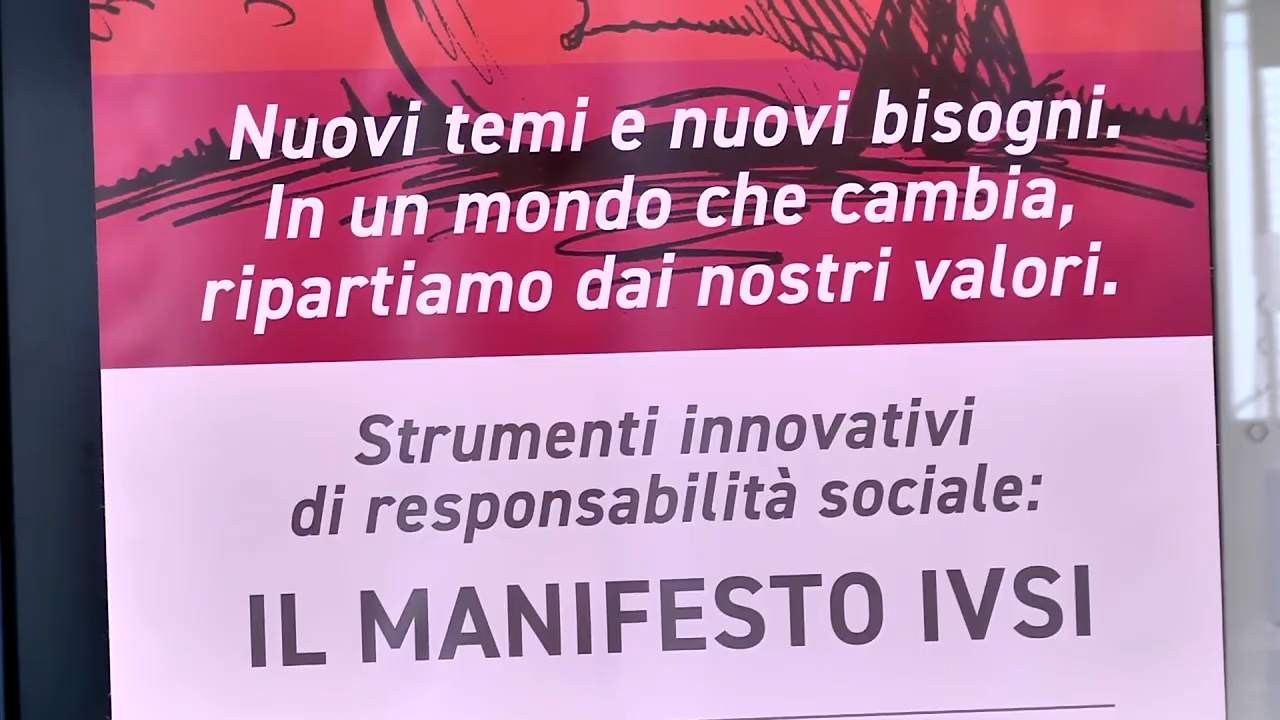 Nuovi temi e nuovi bisogni.
In un mondo che cambia,
ripartiamo dai nostri valori.
Strumenti innovativi
di responsabilità sociale:
IL MANIFESTO IVSI